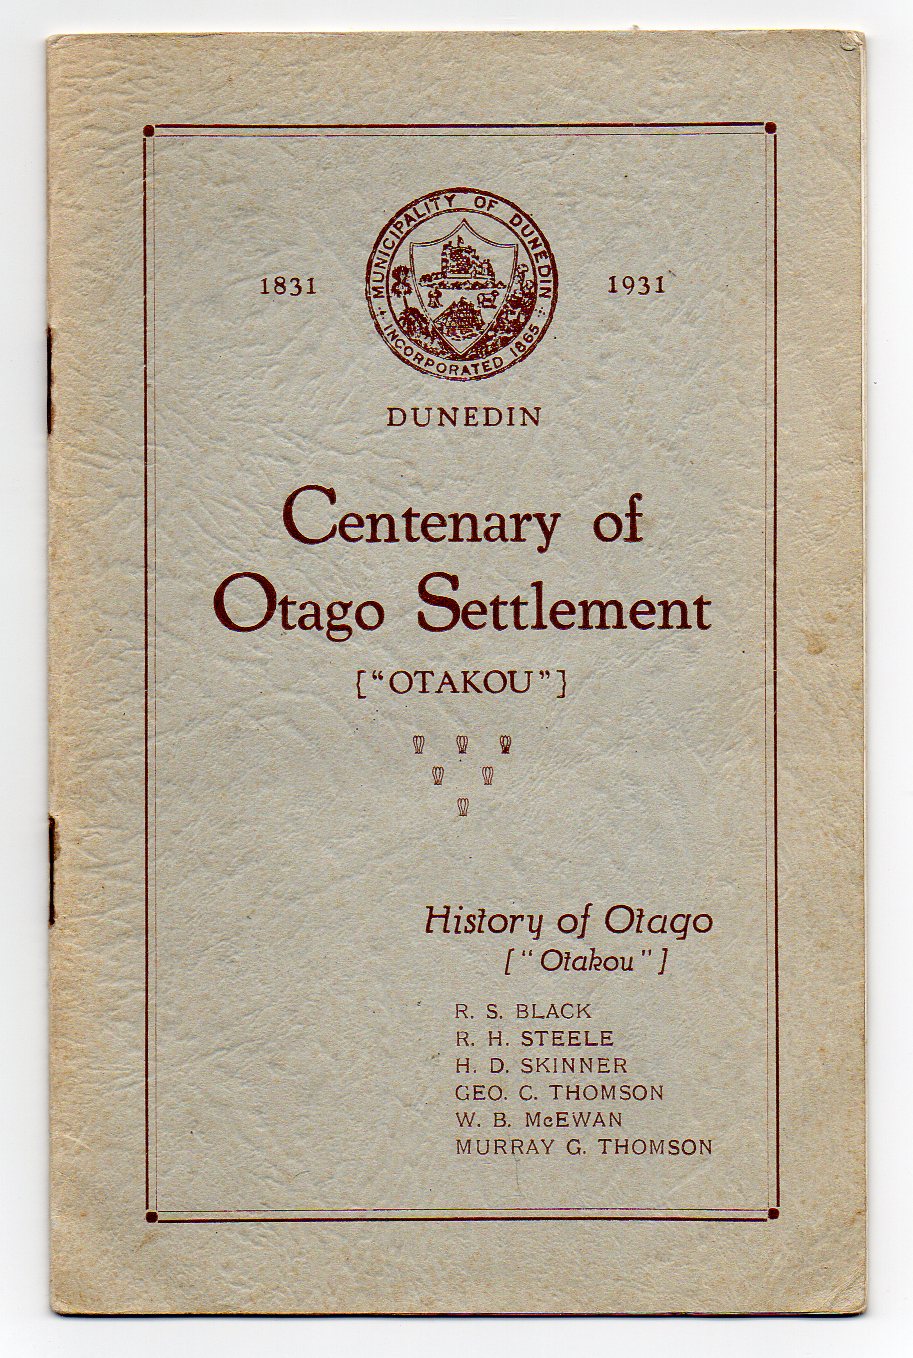 MUNICIPALITY OF DUNEDIN
INCORPORATED 1865
1831 1931
DUNEDIN
Centenary of
Otago Settlement
["OTAKOU"]
History of Otago
["Otakou"]
R. S. BLACK
R. H. STEELE
H. D. SKINNER
GEO. C. THOMSON
W. B. McEWAN
MURRAY G. THOMSON